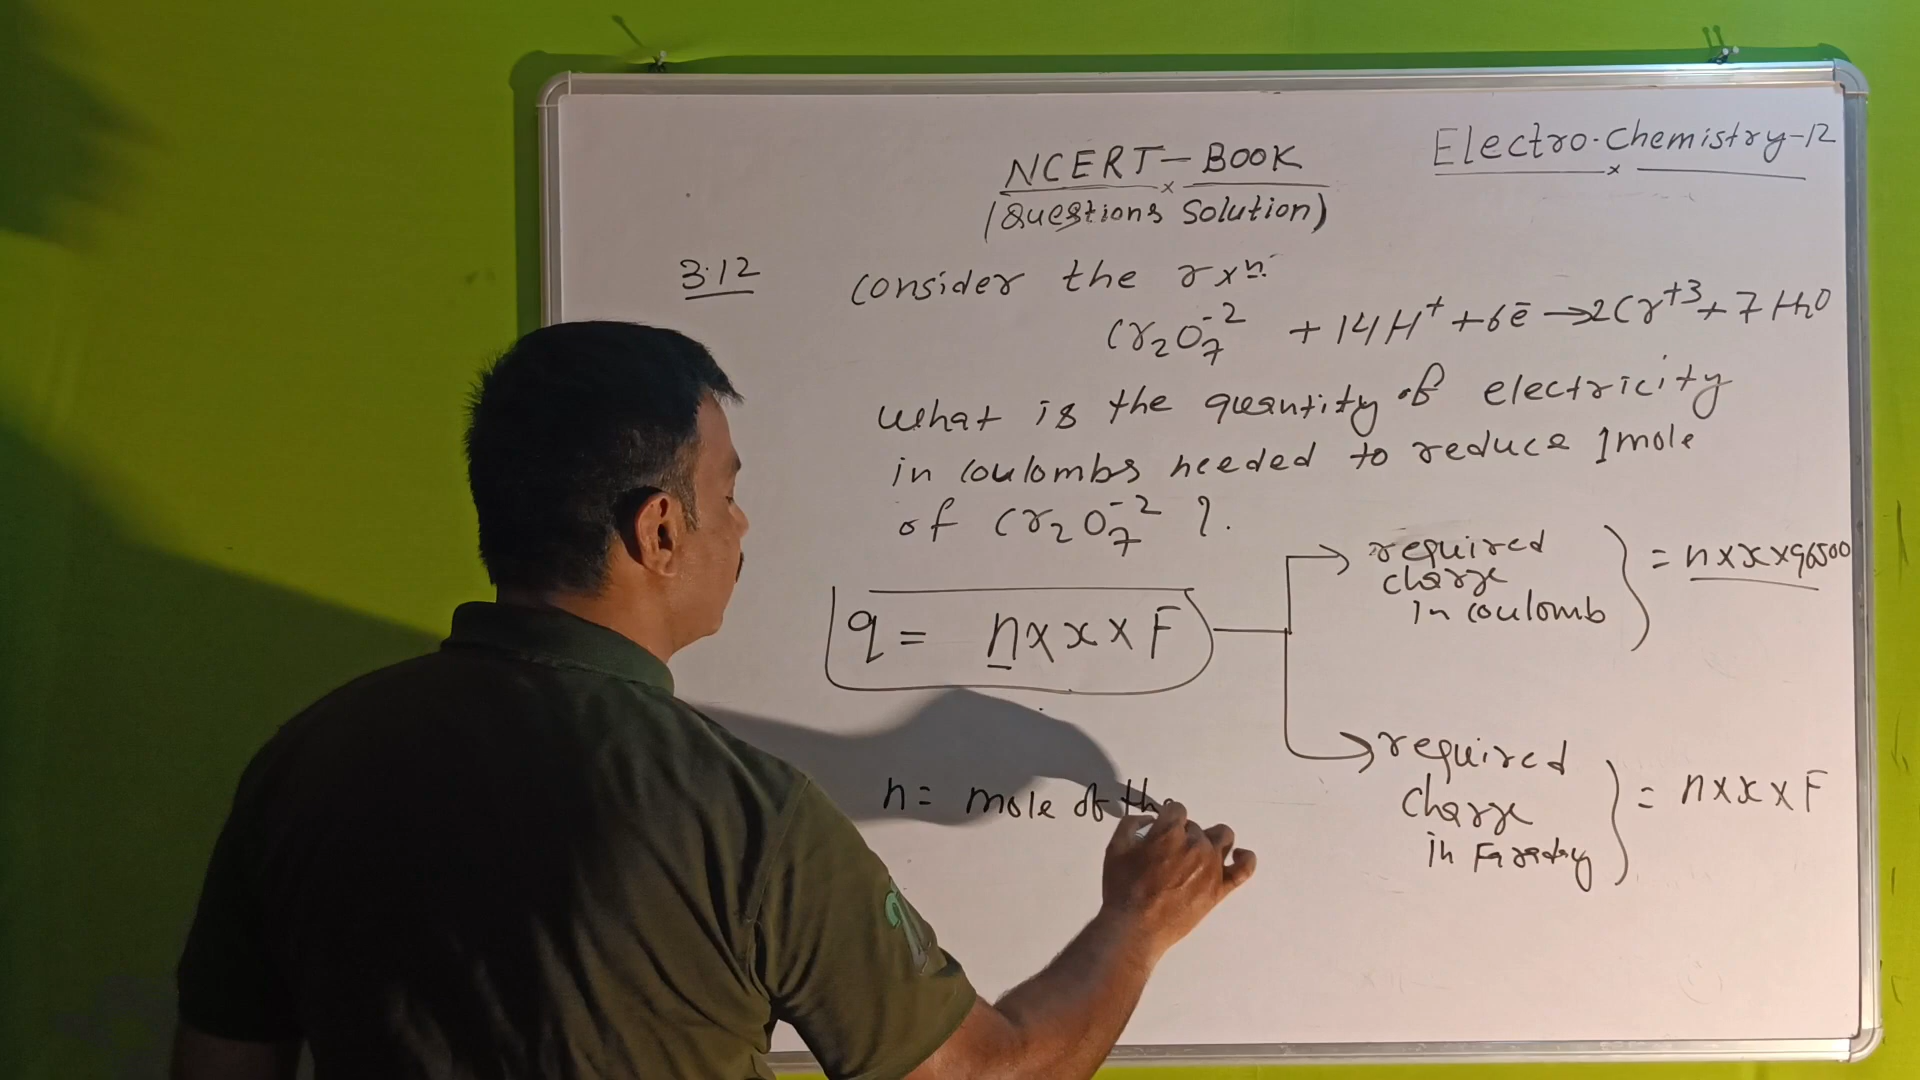 Electro.Chemistry-12
NCERT-BOOK
(Questions Solution)
3.12 Consider the rxn.
Cr₂O₇⁻² + 14H⁺ + 6ē → 2Cr⁺³ + 7H₂O
What is the quantity of electricity
in coulombs needed to reduce 1mole
of Cr₂O₇⁻² ?.
q = n×x×F
required
charge
in coulomb
= n×x×96500
required
charge
in Faraday
= n×x×F
n = mole of the